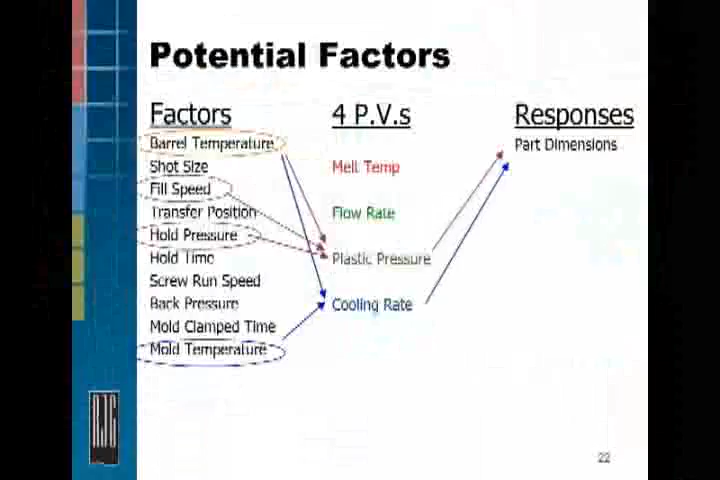 Potential Factors
Factors
4 P.V.s
Responses
Barrel Temperature
Part Dimensions
Shot Size
Melt Temp
Fill Speed
Transfer Position
Flow Rate
Hold Pressure
Hold Time
Plastic Pressure
Screw Run Speed
Back Pressure
Cooling Rate
Mold Clamped Time
Mold Temperature
RJG
22